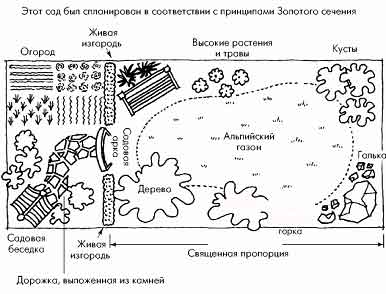 Этот сад был спланирован в соответствии с принципами Золотого сечения
Живая
изгородь
Огород
Высокие растения
и травы
Кусты
Садовая
арка
Альпийский
газон
Галька
Дерево
горка
Садовая
беседка
Живая
изгородь
Священная пропорция
Дорожка, выложенная из камней